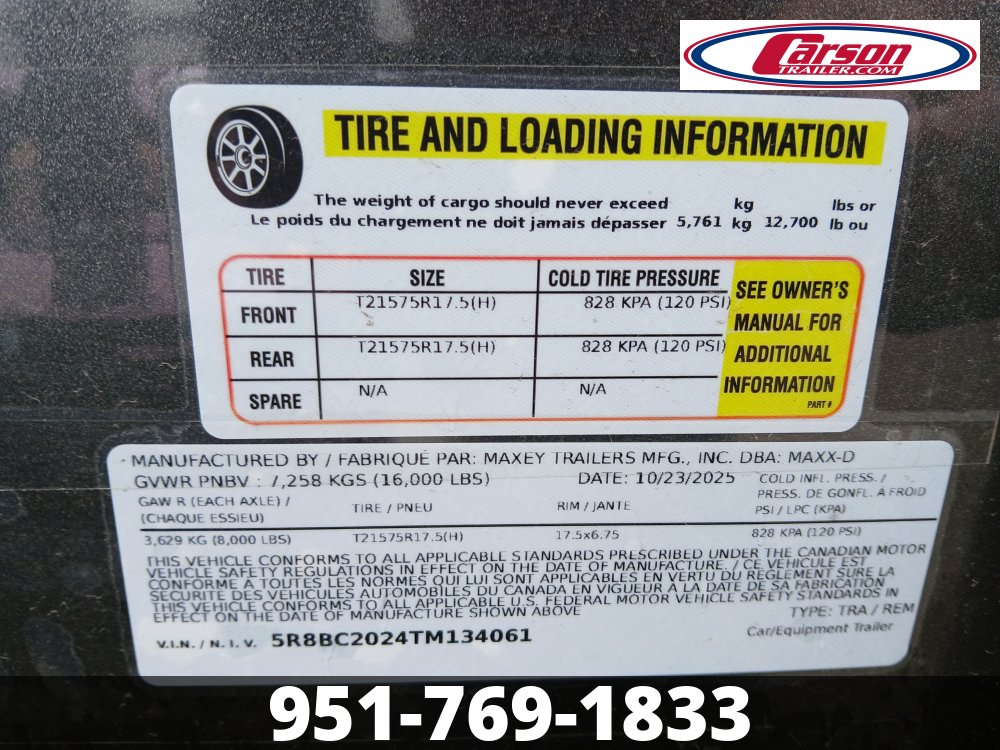 Carson
TRAILER.COM
TIRE AND LOADING INFORMATION
The weight of cargo should never exceed kg lbs or
Le poids du chargement ne doit jamais dépasser 5,761 kg 12,700 lb ou
TIRE SIZE COLD TIRE PRESSURE
FRONT T21575R17.5(H) 828 KPA (120 PSI)
REAR T21575R17.5(H) 828 KPA (120 PSI)
SPARE N/A N/A
SEE OWNER'S
MANUAL FOR
ADDITIONAL
INFORMATION
PART #
MANUFACTURED BY / FABRIQUÉ PAR: MAXEY TRAILERS MFG., INC. DBA: MAXX-D
GVWR PNBV : 7,258 KGS (16,000 LBS) DATE: 10/23/2025
COLD INFL. PRESS. /
PRESS. DE GONFL. À FROID
PSI / LPC (KPA)
GAW R (EACH AXLE) /
(CHAQUE ESSIEU)
TIRE / PNEU
RIM / JANTE
3,629 KG (8,000 LBS) T21575R17.5(H) 17.5x6.75 828 KPA (120 PSI)
THIS VEHICLE CONFORMS TO ALL APPLICABLE STANDARDS PRESCRIBED UNDER THE CANADIAN MOTOR
VEHICLE SAFETY REGULATIONS IN EFFECT ON THE DATE OF MANUFACTURE. / CE VÉHICULE EST
CONFORME À TOUTES LES NORMES QUI LUI SONT APPLICABLES EN VERTU DU RÈGLEMENT SUR LA
SÉCURITÉ DES VÉHICULES AUTOMOBILES DU CANADA EN VIGUEUR À LA DATE DE SA FABRICATION
THIS VEHICLE CONFORMS TO ALL APPLICABLE U.S. FEDERAL MOTOR VEHICLE SAFETY STANDARDS IN
EFFECT ON THE DATE OF MANUFACTURE SHOWN ABOVE
TYPE: TRA / REM
V.I.N. / N. I. V. 5R8BC2024TM134061
Car/Equipment Trailer
951-769-1833